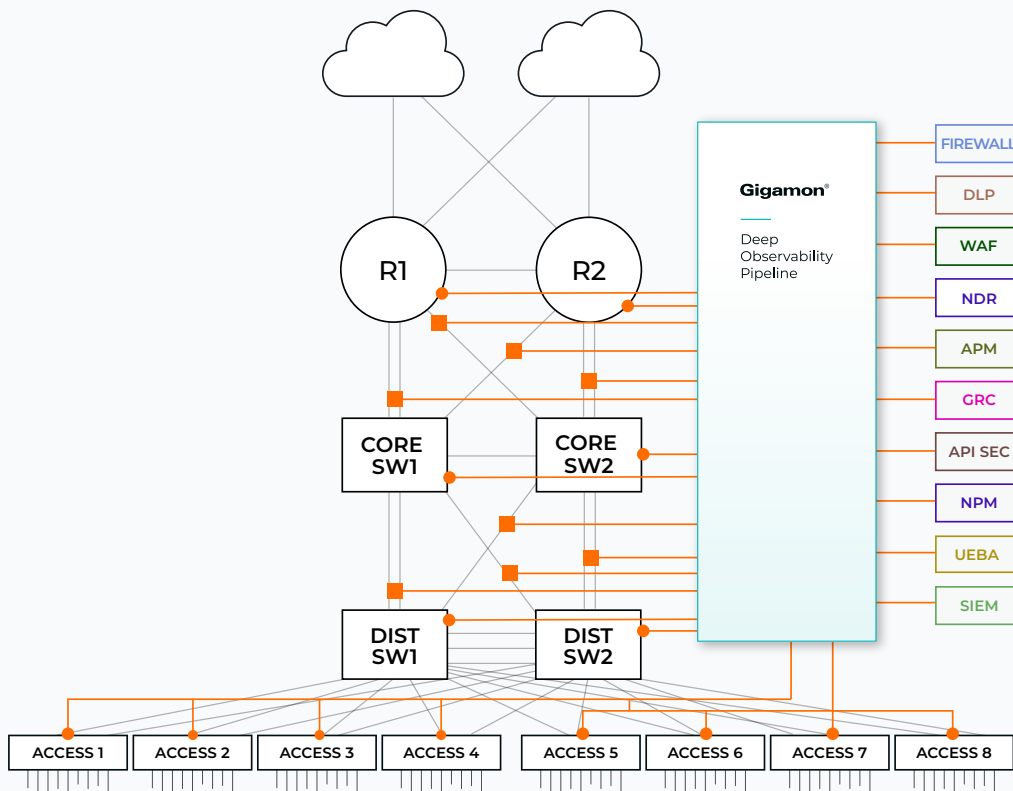 Gigamon®
Deep
Observability
Pipeline
FIREWALL
DLP
WAF
R1
R2
NDR
APM
GRC
CORE
SW1
CORE
SW2
API SEC
NPM
UEBA
SIEM
DIST
SW1
DIST
SW2
ACCESS 1
ACCESS 2
ACCESS 3
ACCESS 4
ACCESS 5
ACCESS 6
ACCESS 7
ACCESS 8